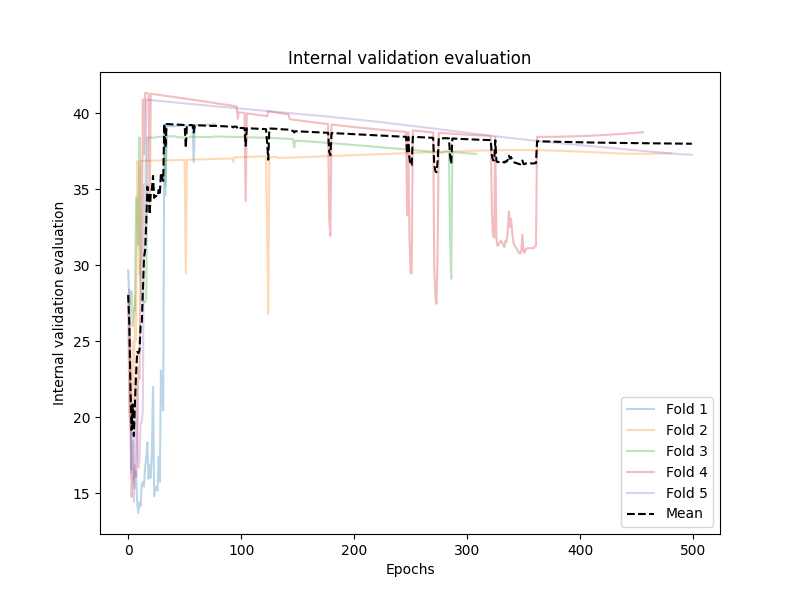 Internal validation evaluation
Internal validation evaluation
40
35
30
25
20
15
0 100 200 300 400 500
Epochs
Fold 1
Fold 2
Fold 3
Fold 4
Fold 5
Mean